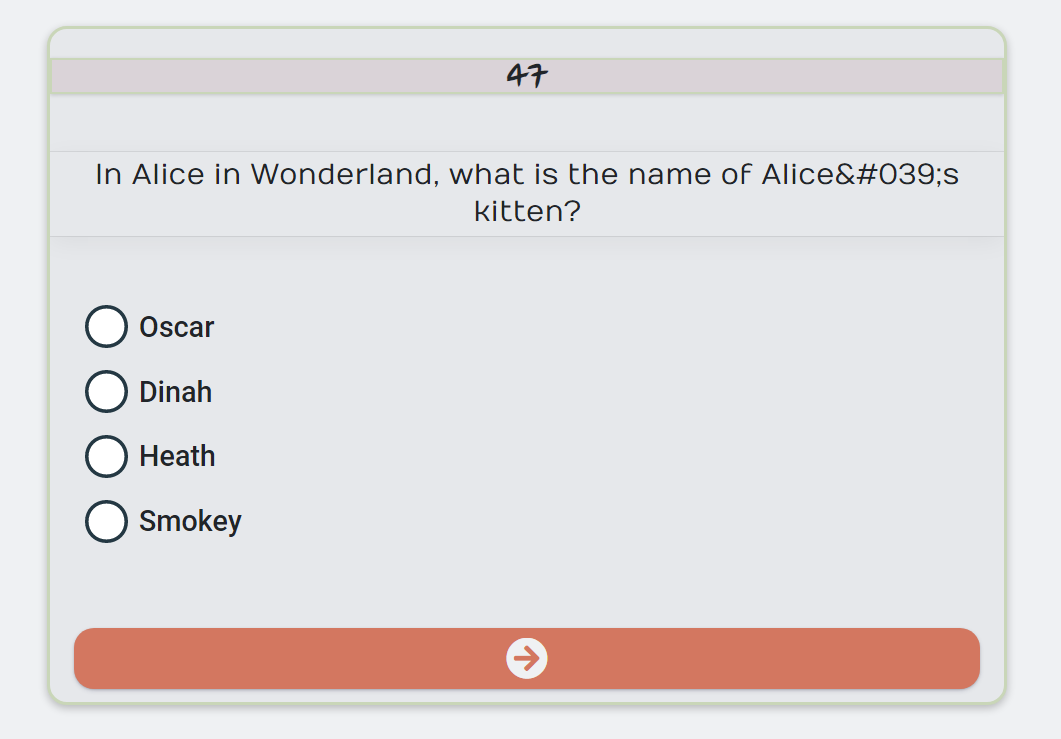 47
In Alice in Wonderland, what is the name of Alice&#039;s
kitten?
Oscar
Dinah
Heath
Smokey